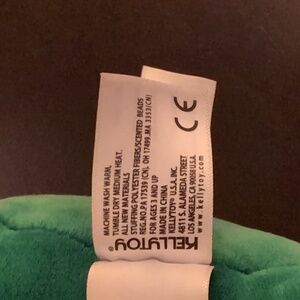 MACHINE WASH WARM,
TUMBLE DRY MEDIUM HEAT.
ALL NEW MATERIALS
STUFFING POLYESTER FIBERS/SCENTED BEADS
REG.NO.PA 17539 (CN), OH 17499.MA 3353(CN)
FOR AGES 3 AND UP
MADE IN CHINA
KELLYTOY® U.S.A. INC.
4811 S. ALAMEDA STREET
LOS ANGELES, CA 90058 U.S.A.
www.kellytoy.com
CE
KELLYTOY®